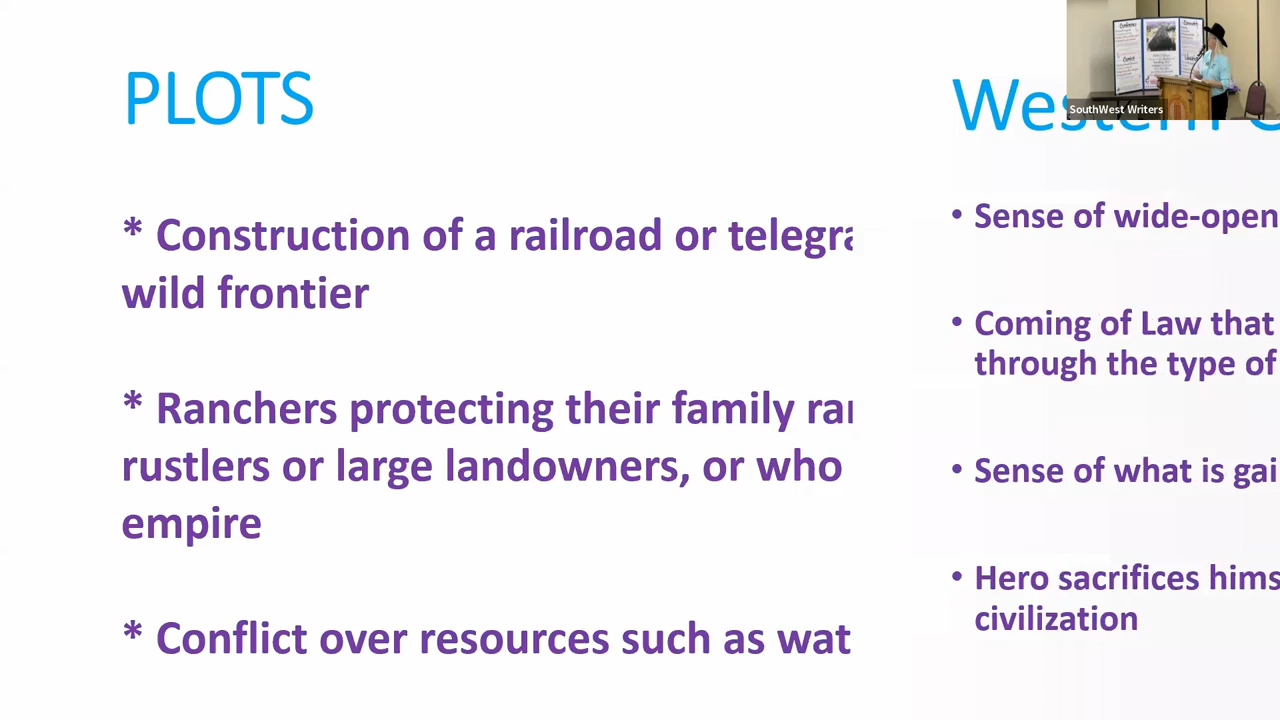 PLOTS
* Construction of a railroad or telegra
wild frontier
* Ranchers protecting their family ra
rustlers or large landowners, or who
empire
* Conflict over resources such as wat
Western
• Sense of wide-open
• Coming of Law that
through the type of
• Sense of what is gai
• Hero sacrifices hims
civilization
SouthWest Writers